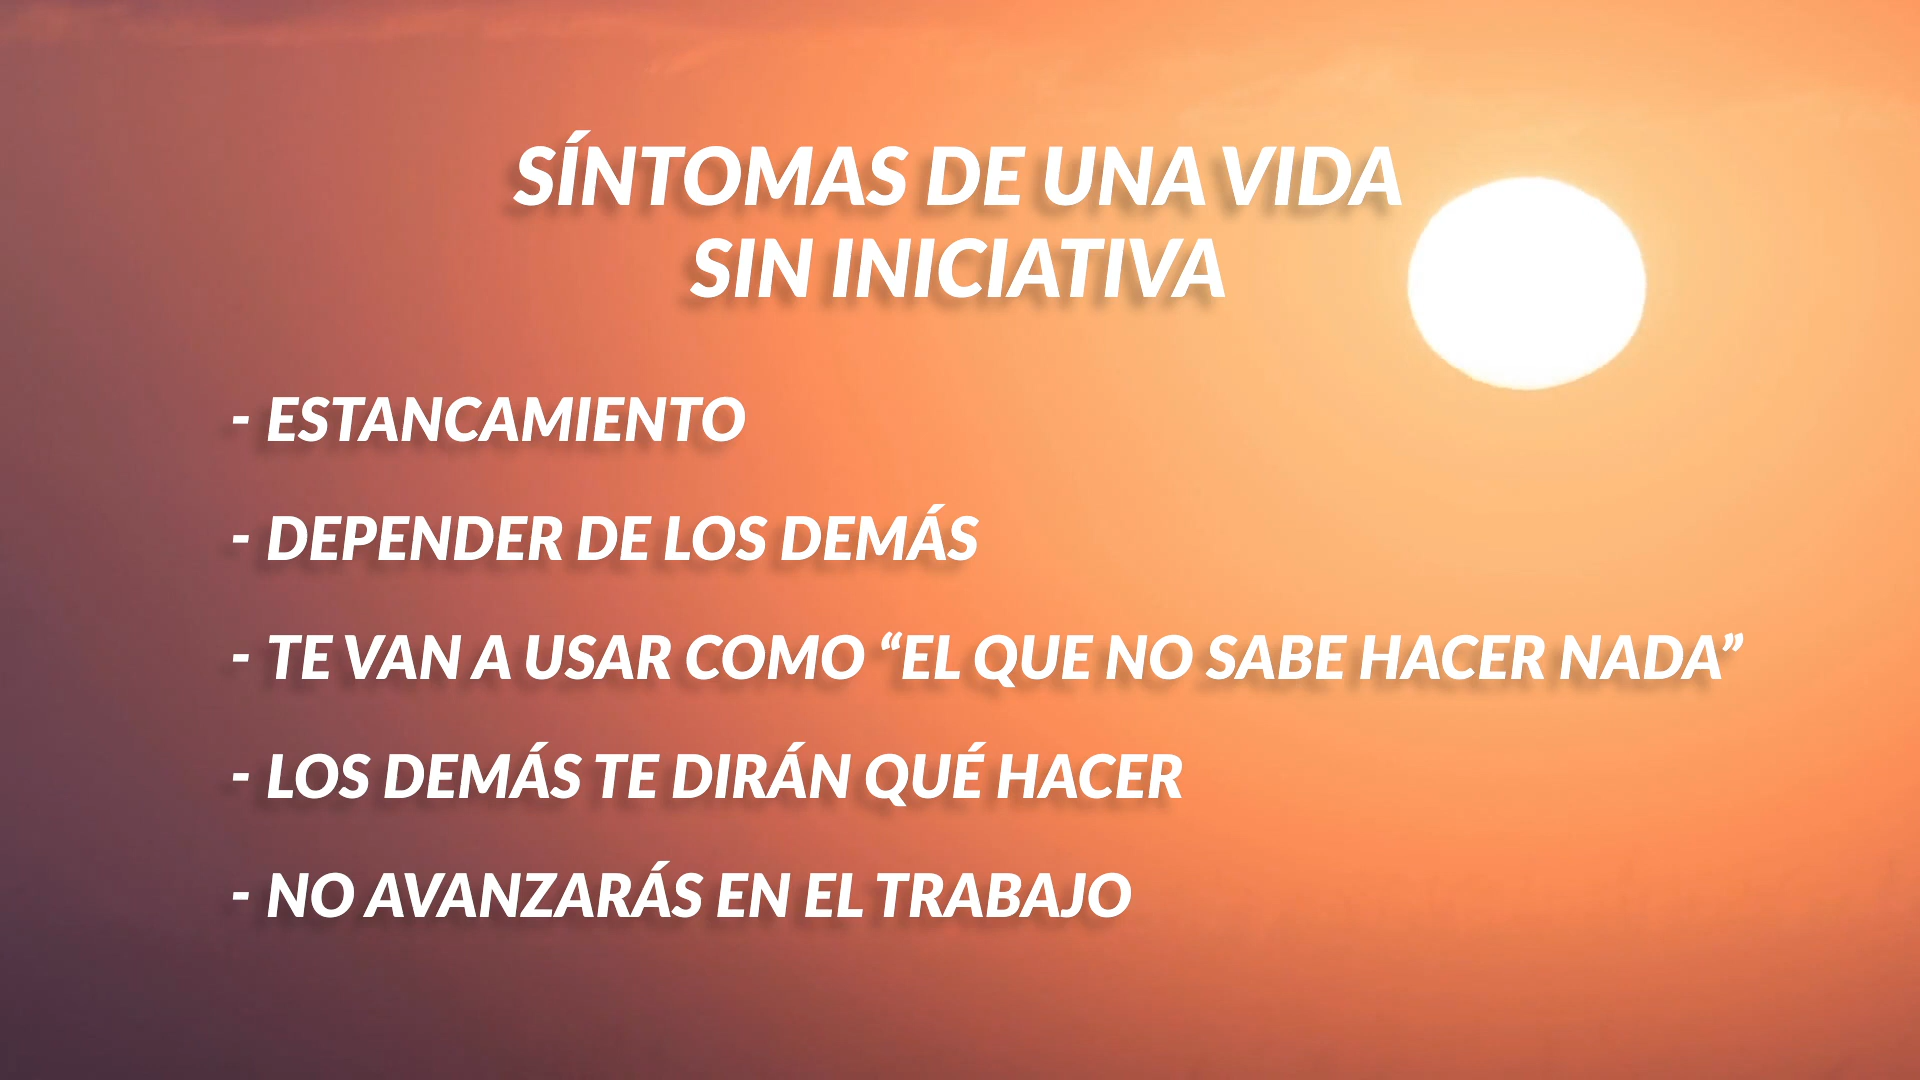 SÍNTOMAS DE UNA VIDA
SIN INICIATIVA
- ESTANCAMIENTO
- DEPENDER DE LOS DEMÁS
- TE VAN A USAR COMO “EL QUE NO SABE HACER NADA”
- LOS DEMÁS TE DIRÁN QUÉ HACER
- NO AVANZARÁS EN EL TRABAJO